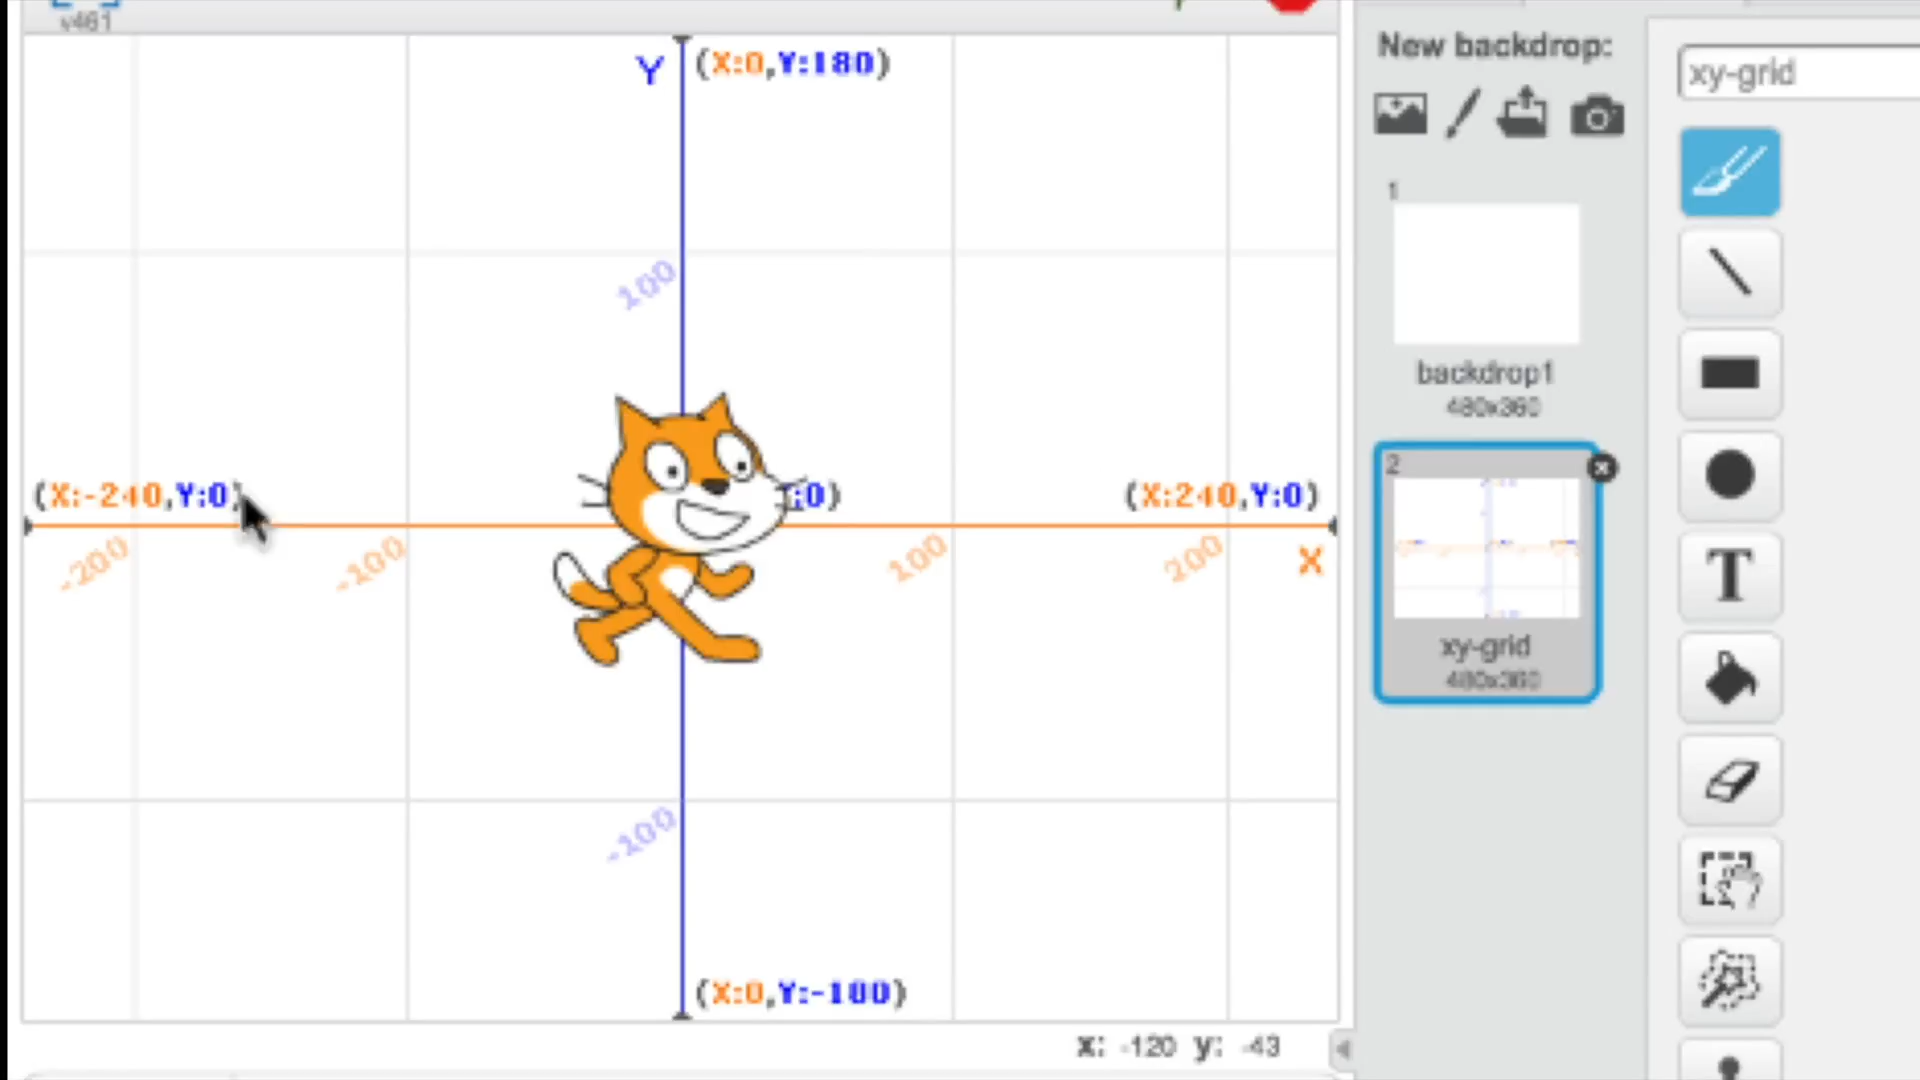 v461
Y (X:0,Y:180)
100
(X:-240,Y:0) :0) (X:240,Y:0)
-200 -100 100 200 X
-100
(X:0,Y:-180)
x: -120 y: -43
New backdrop:
1
backdrop1
480x360
2
xy-grid
480x360
xy-grid
T